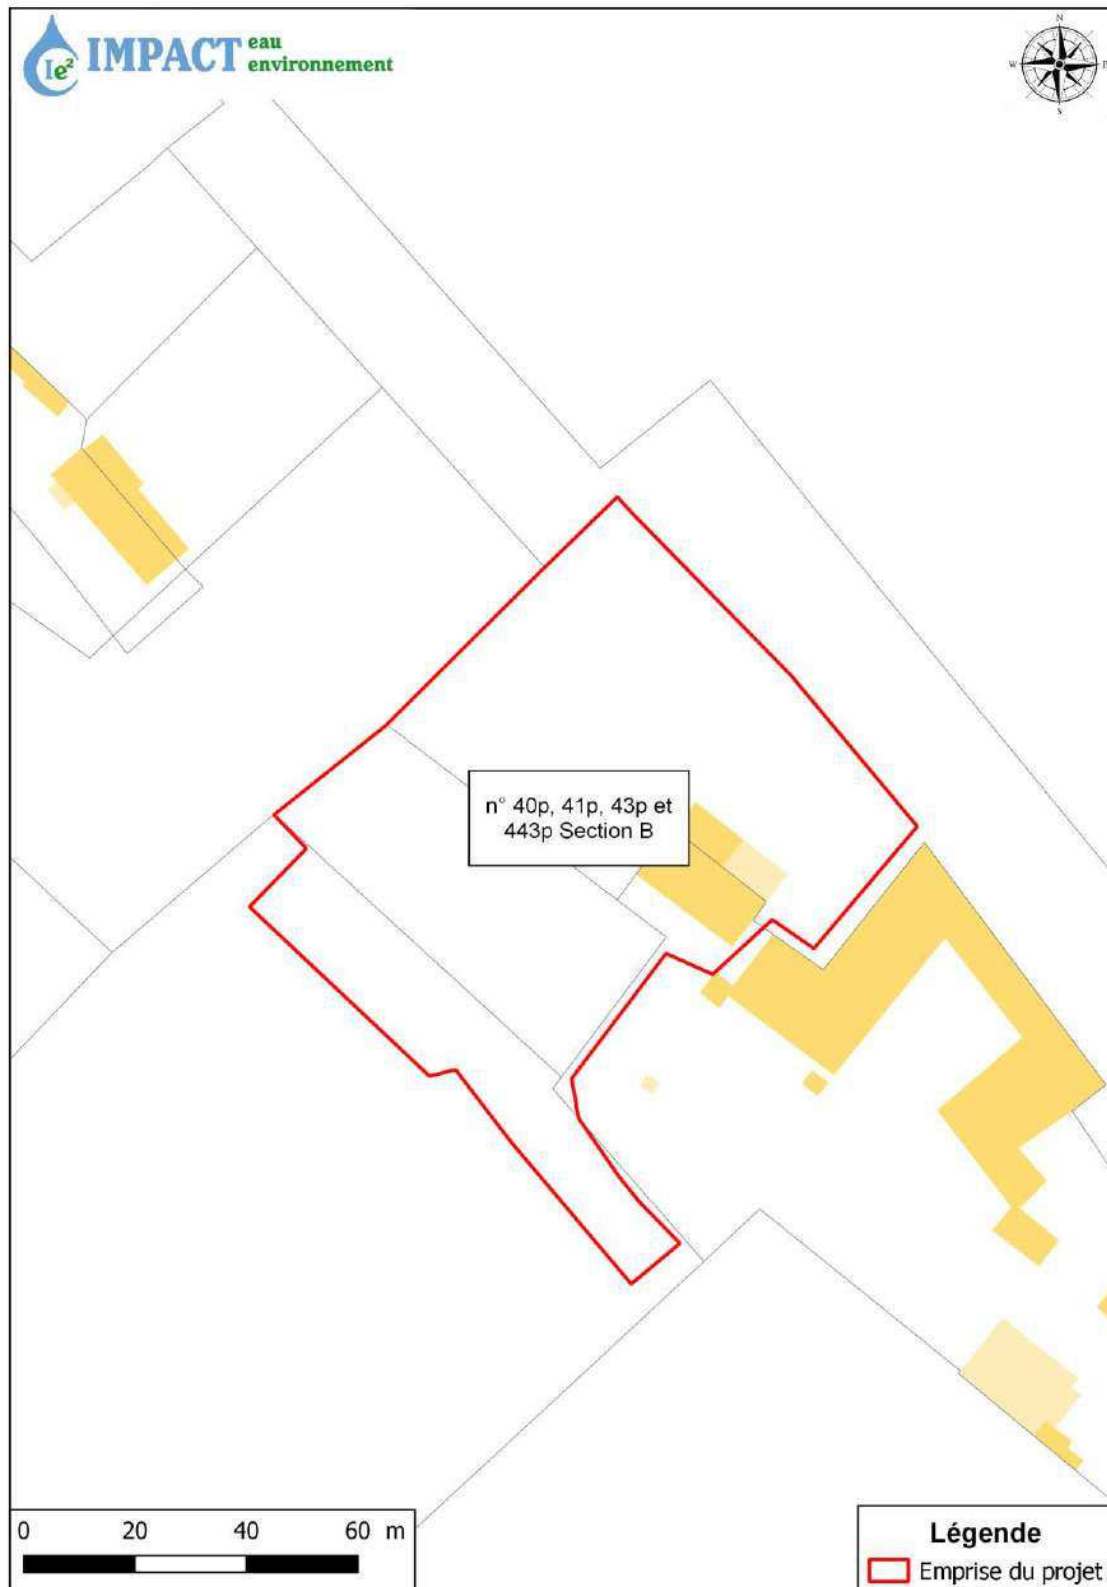 Ie² IMPACT eau
environnement
N
W
S
n° 40p, 41p, 43p et
443p Section B
0 20 40 60 m
Légende
Emprise du projet